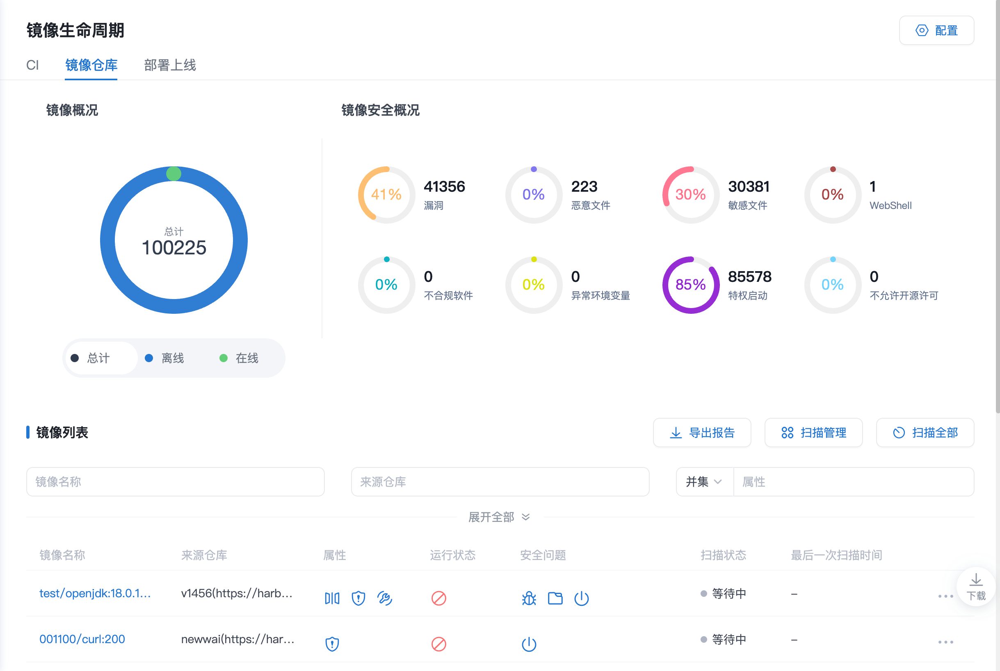 镜像生命周期
配置
CI 镜像仓库 部署上线
镜像概况
镜像安全概况
总计
100225
总计 离线 在线
41%
41356
漏洞
0%
223
恶意文件
30%
30381
敏感文件
0%
1
WebShell
0%
0
不合规软件
0%
0
异常环境变量
85%
85578
特权启动
0%
0
不允许开源许可
镜像列表
导出报告 扫描管理 扫描全部
镜像名称 来源仓库 并集 属性
展开全部
镜像名称 来源仓库 属性 运行状态 安全问题 扫描状态 最后一次扫描时间
test/openjdk:18.0.1... v1456(https://harb... 等待中 –
下载
001100/curl:200 newwai(https://har... 等待中 –